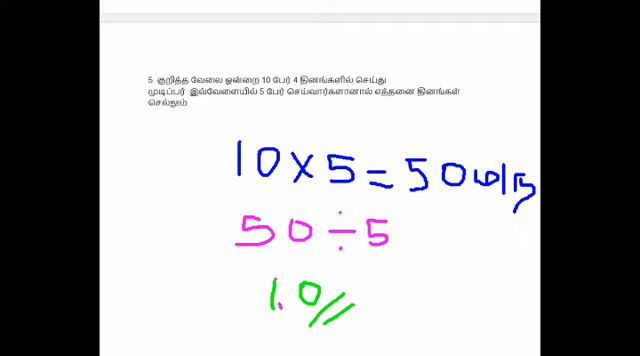 5. குறித்த வேலை ஒன்றை 10 பேர் 4 தினங்களில் செய்து
முடிப்பர் இவ்வேளையில் 5 பேர் செய்வார்களானால் எத்தனை தினங்கள்
செல்லும்
10 × 5 = 50
50 ÷ 5
10 //